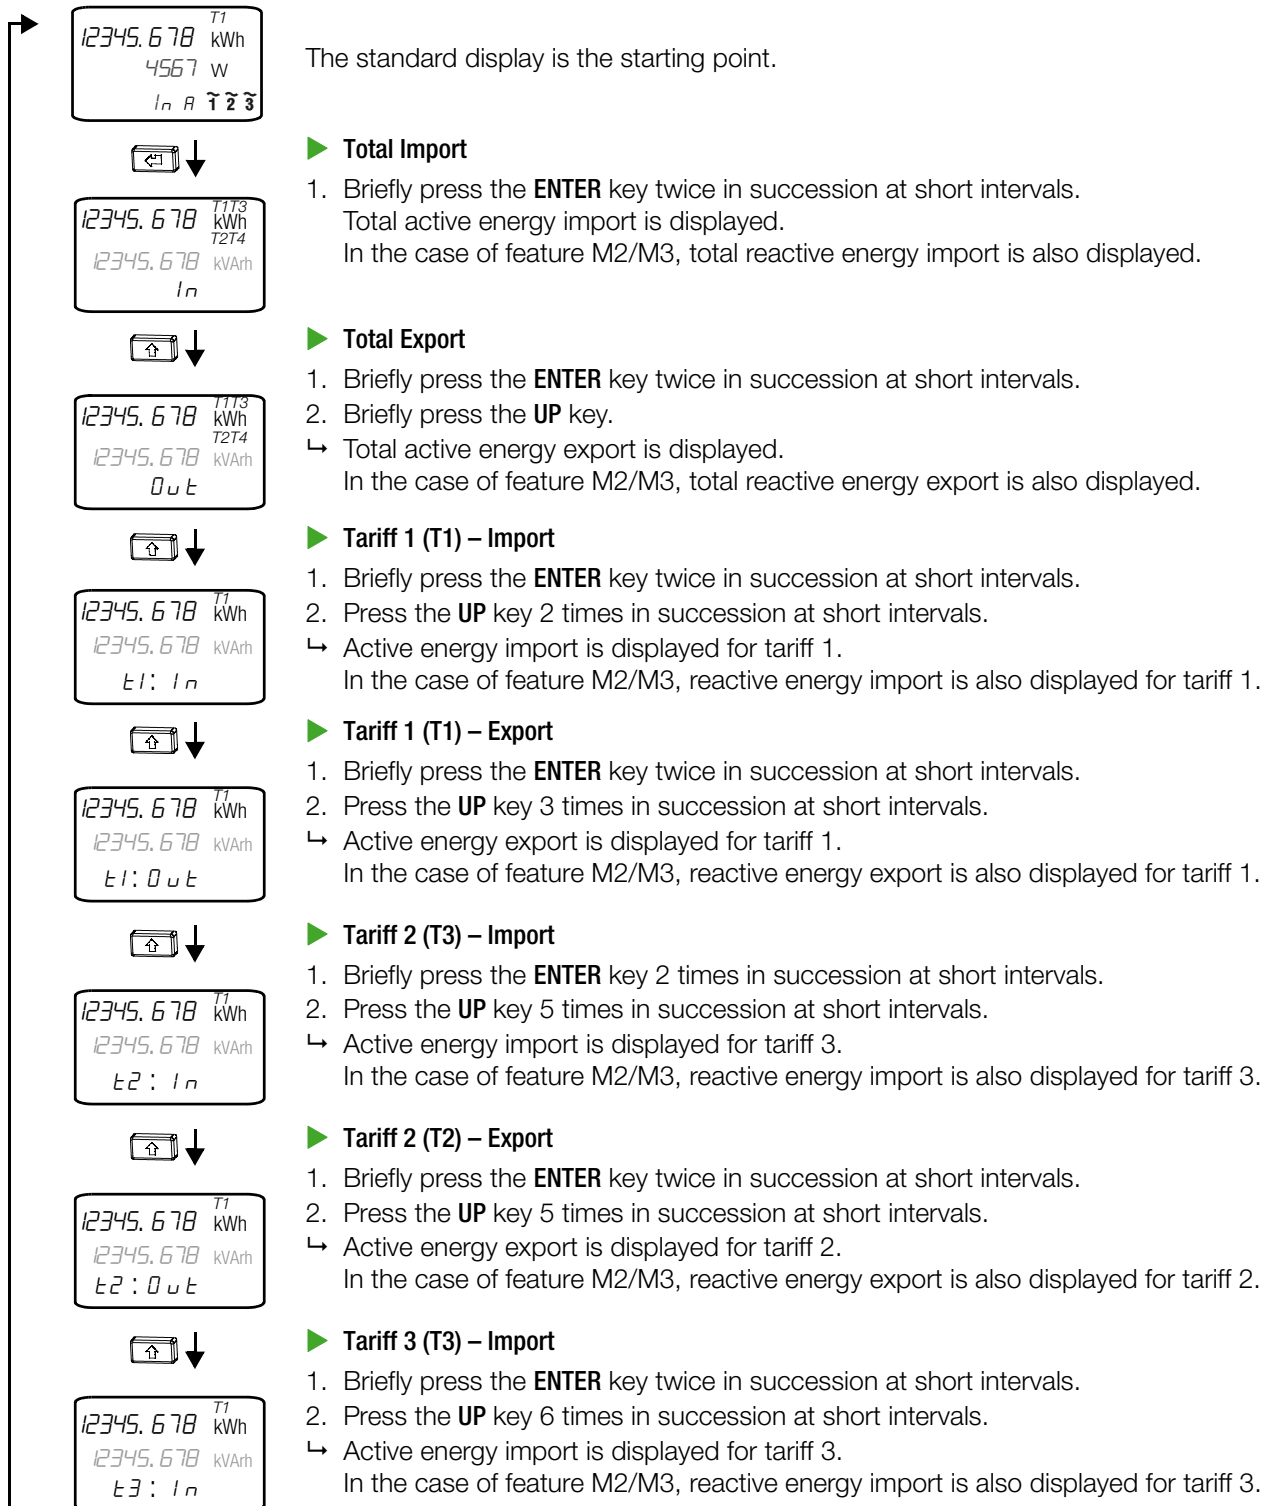 T1
12345.678 kWh
4567 W
In A 1 2 3
The standard display is the starting point.
Total Import
1. Briefly press the ENTER key twice in succession at short intervals.
Total active energy import is displayed.
In the case of feature M2/M3, total reactive energy import is also displayed.
T1T3
12345.678 kWh
T2T4
12345.678 kVArh
In
Total Export
1. Briefly press the ENTER key twice in succession at short intervals.
2. Briefly press the UP key.
↳ Total active energy export is displayed.
In the case of feature M2/M3, total reactive energy export is also displayed.
T1T3
12345.678 kWh
T2T4
12345.678 kVArh
Out
Tariff 1 (T1) – Import
1. Briefly press the ENTER key twice in succession at short intervals.
2. Press the UP key 2 times in succession at short intervals.
↳ Active energy import is displayed for tariff 1.
In the case of feature M2/M3, reactive energy import is also displayed for tariff 1.
T1
12345.678 kWh
12345.678 kVArh
t1: In
Tariff 1 (T1) – Export
1. Briefly press the ENTER key twice in succession at short intervals.
2. Press the UP key 3 times in succession at short intervals.
↳ Active energy export is displayed for tariff 1.
In the case of feature M2/M3, reactive energy export is also displayed for tariff 1.
T1
12345.678 kWh
12345.678 kVArh
t1:Out
Tariff 2 (T3) – Import
1. Briefly press the ENTER key 2 times in succession at short intervals.
2. Press the UP key 5 times in succession at short intervals.
↳ Active energy import is displayed for tariff 3.
In the case of feature M2/M3, reactive energy import is also displayed for tariff 3.
T1
12345.678 kWh
12345.678 kVArh
t2: In
Tariff 2 (T2) – Export
1. Briefly press the ENTER key twice in succession at short intervals.
2. Press the UP key 5 times in succession at short intervals.
↳ Active energy export is displayed for tariff 2.
In the case of feature M2/M3, reactive energy export is also displayed for tariff 2.
T1
12345.678 kWh
12345.678 kVArh
t2:Out
Tariff 3 (T3) – Import
1. Briefly press the ENTER key twice in succession at short intervals.
2. Press the UP key 6 times in succession at short intervals.
↳ Active energy import is displayed for tariff 3.
In the case of feature M2/M3, reactive energy import is also displayed for tariff 3.
T1
12345.678 kWh
12345.678 kVArh
t3: In